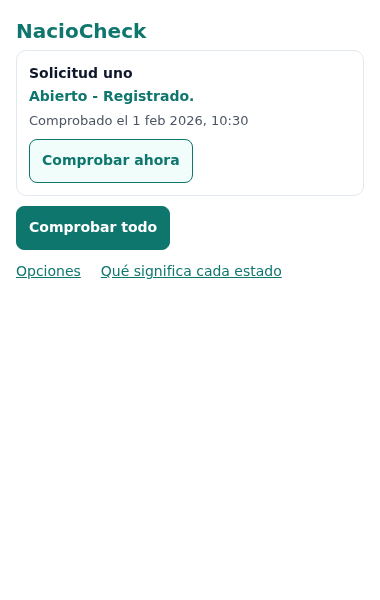 NacioCheck
Solicitud uno
Abierto - Registrado.
Comprobado el 1 feb 2026, 10:30
Comprobar ahora
Comprobar todo
Opciones Qué significa cada estado